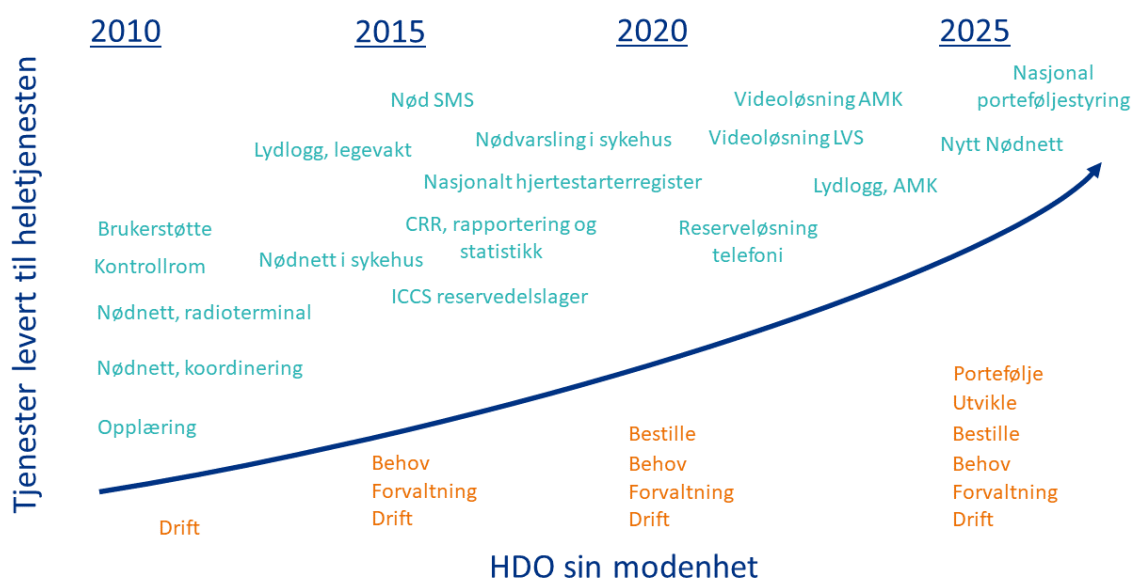 2010
2015
2020
2025
Tjenester levert til heletjenesten
Nasjonal
porteføljestyring
Nød SMS
Videoløsning AMK
Lydlogg, legevakt
Nødvarsling i sykehus
Videoløsning LVS
Nytt Nødnett
Nasjonalt hjertestarterregister
Lydlogg, AMK
Brukerstøtte
CRR, rapportering og
statistikk
Reserveløsning
telefoni
Kontrollrom
Nødnett i sykehus
ICCS reservedelslager
Nødnett, radioterminal
Nødnett, koordinering
Opplæring
Drift
Behov
Forvaltning
Drift
Bestille
Behov
Forvaltning
Drift
Portefølje
Utvikle
Bestille
Behov
Forvaltning
Drift
HDO sin modenhet